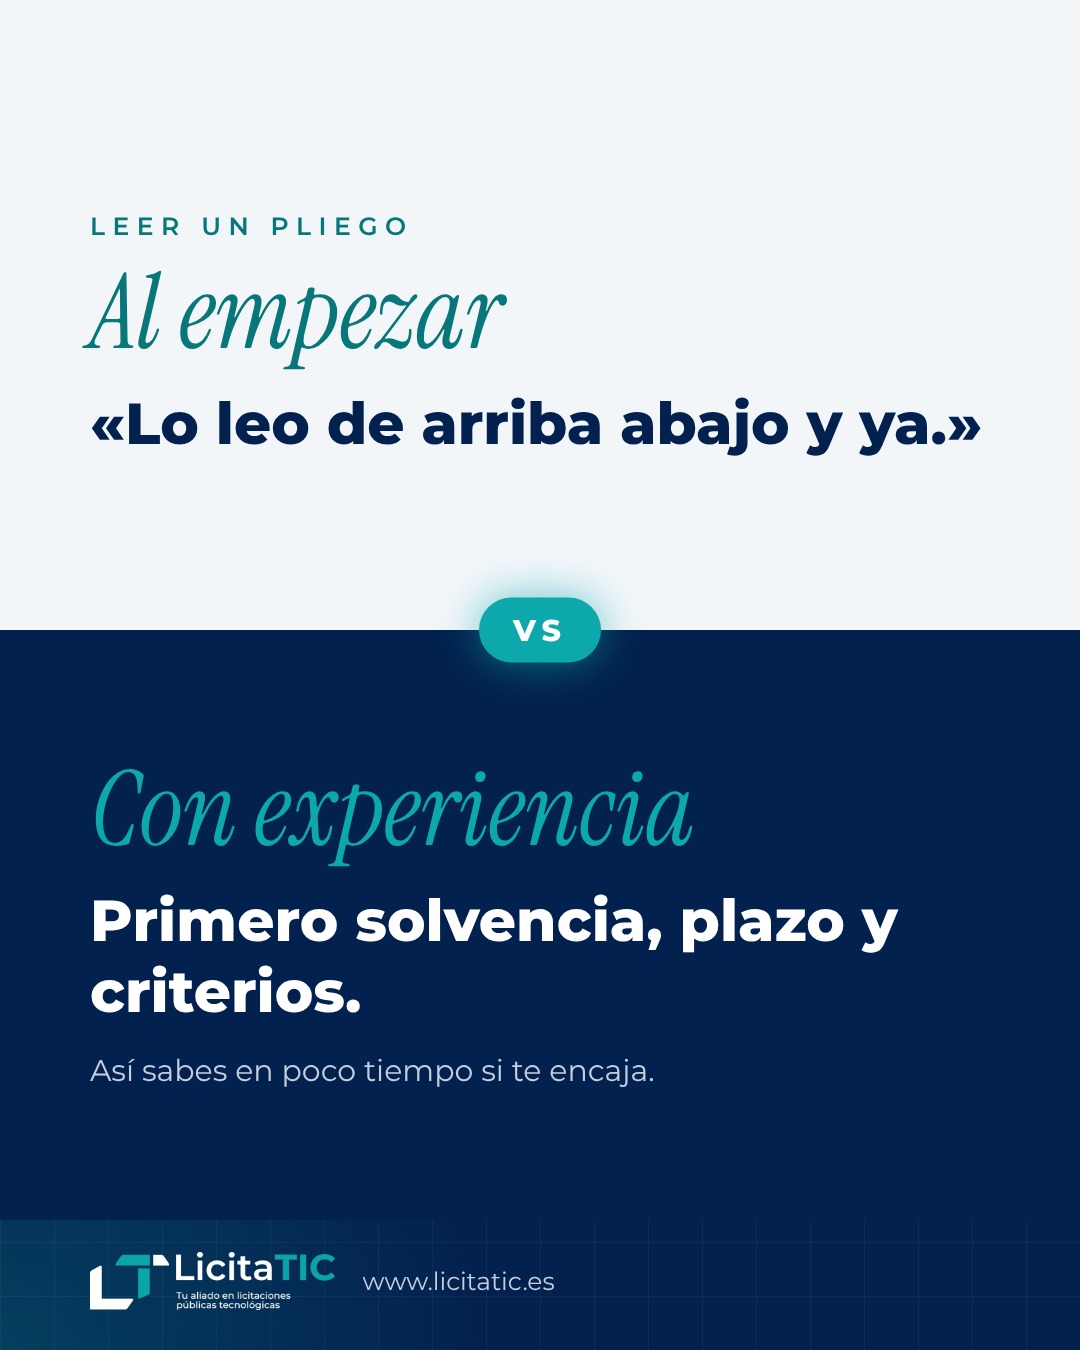 LEER UN PLIEGO
Al empezar
«Lo leo de arriba abajo y ya.»
VS
Con experiencia
Primero solvencia, plazo y
criterios.
Así sabes en poco tiempo si te encaja.
LicitaTIC
Tu aliado en licitaciones
públicas tecnológicas
www.licitatic.es